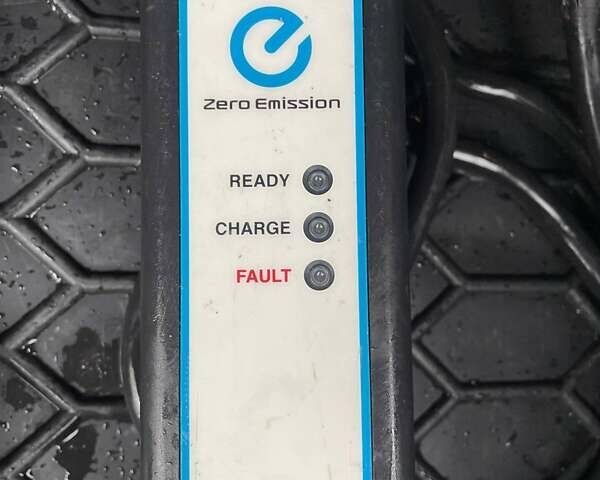 Zero Emission
READY
CHARGE
FAULT